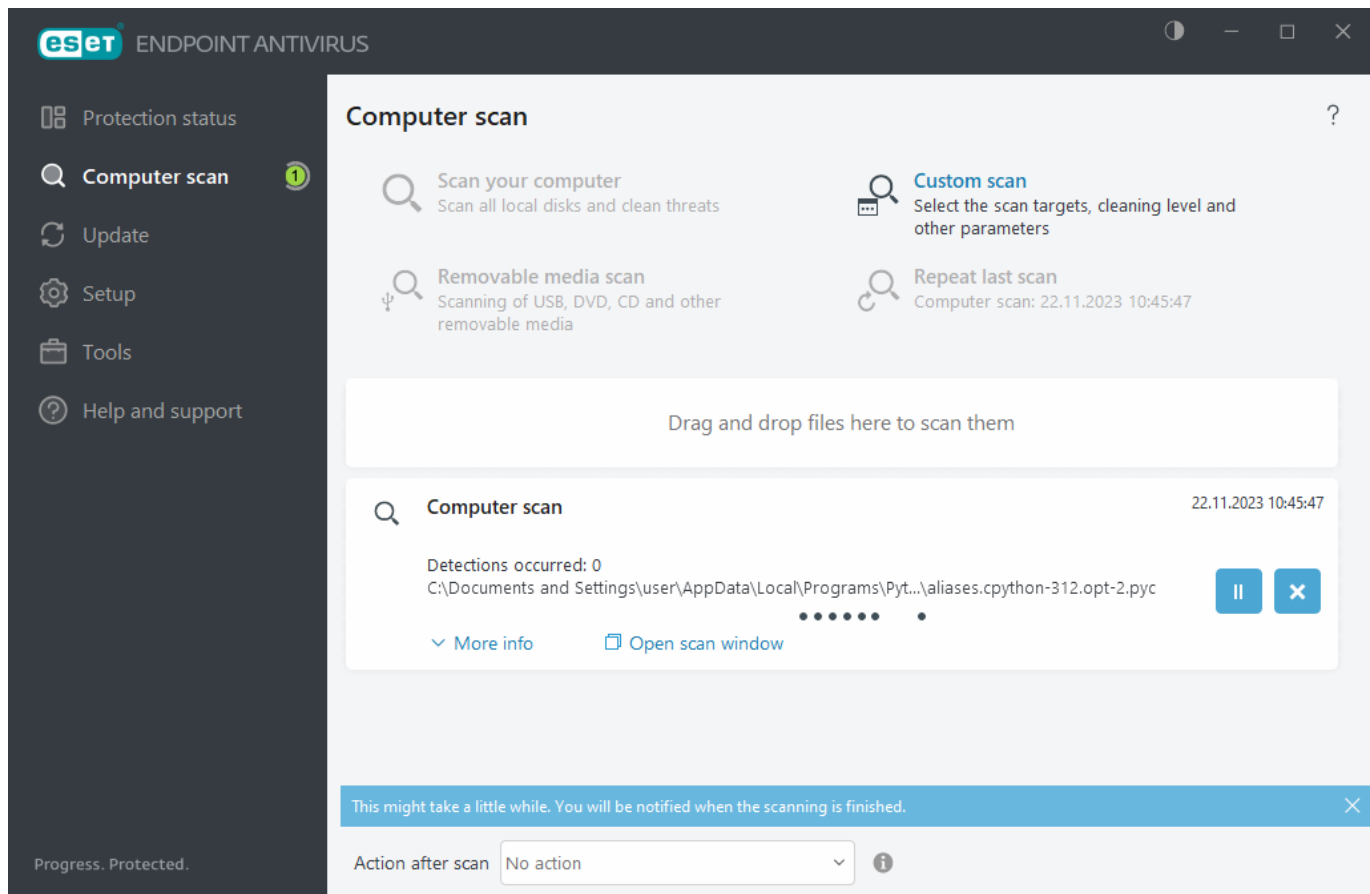 eset ENDPOINT ANTIVIRUS
Protection status
Computer scan 1
Update
Setup
Tools
Help and support
Progress. Protected.
Computer scan ?
Scan your computer
Scan all local disks and clean threats
Custom scan
Select the scan targets, cleaning level and
other parameters
Removable media scan
Scanning of USB, DVD, CD and other
removable media
Repeat last scan
Computer scan: 22.11.2023 10:45:47
Drag and drop files here to scan them
Computer scan
22.11.2023 10:45:47
Detections occurred: 0
C:\Documents and Settings\user\AppData\Local\Programs\Pyt...\aliases.cpython-312.opt-2.pyc
More info
Open scan window
This might take a little while. You will be notified when the scanning is finished.
Action after scan No action